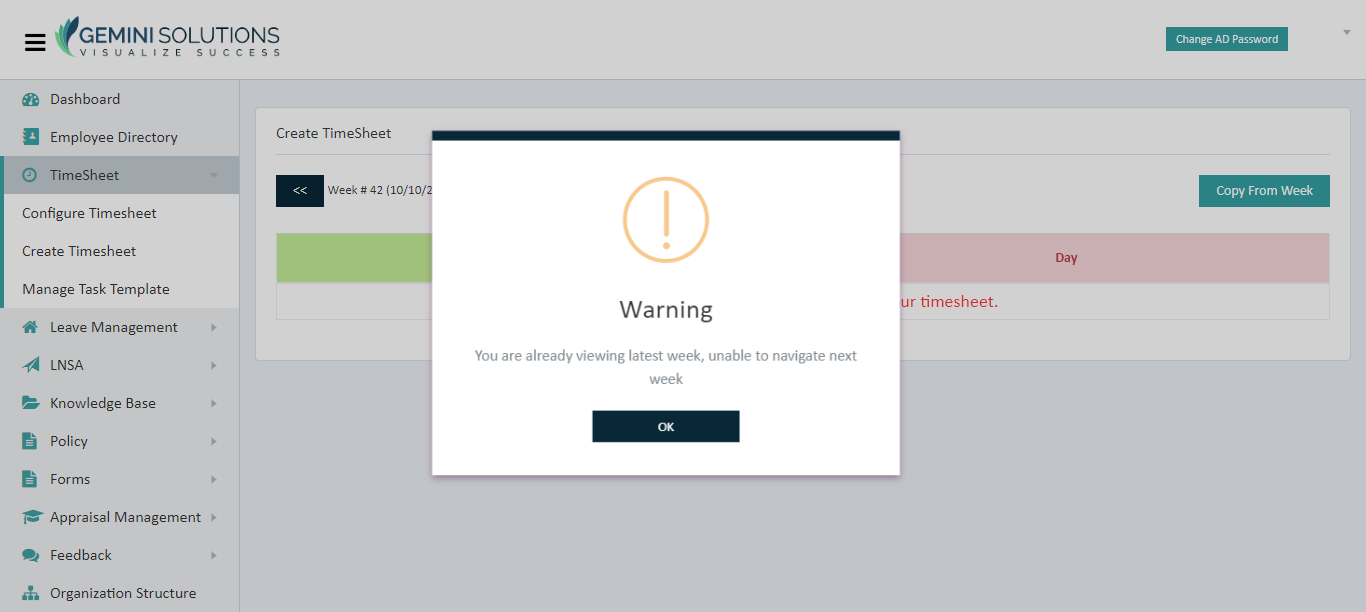 GEMINI SOLUTIONS
VISUALIZE SUCCESS
Change AD Password
Dashboard
Employee Directory
TimeSheet
Configure Timesheet
Create Timesheet
Manage Task Template
Leave Management
LNSA
Knowledge Base
Policy
Forms
Appraisal Management
Feedback
Organization Structure
Create TimeSheet
<< Week # 42 (10/10/2
Copy From Week
Day
ur timesheet.
Warning
You are already viewing latest week, unable to navigate next
week
OK